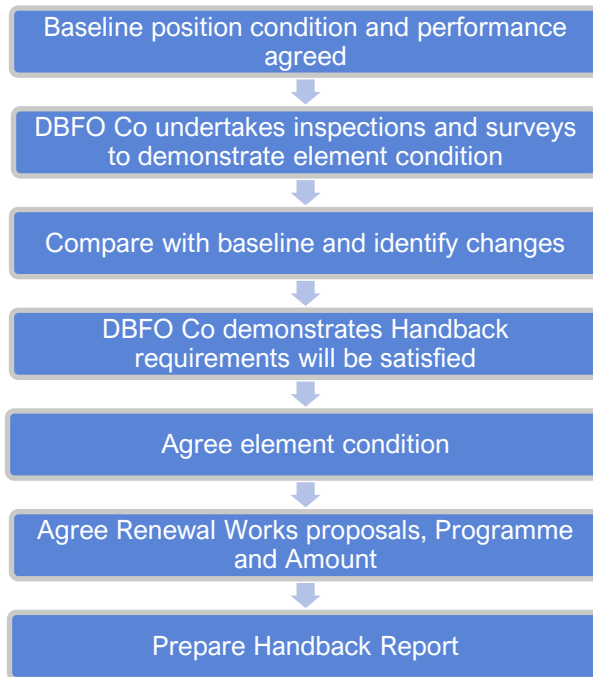 Baseline position condition and performance
agreed
DBFO Co undertakes inspections and surveys
to demonstrate element condition
Compare with baseline and identify changes
DBFO Co demonstrates Handback
requirements will be satisfied
Agree element condition
Agree Renewal Works proposals, Programme
and Amount
Prepare Handback Report